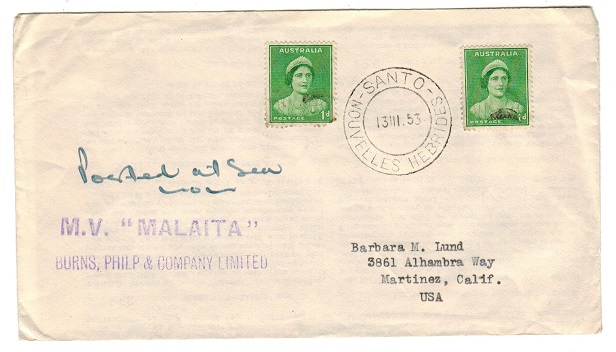 AUSTRALIA
POSTAGE 1d
SANTO-
NOUVELLES HEBRIDES-
13 III. 53
AUSTRALIA
POSTAGE 1d
Posted at Sea
M.V. "MALAITA"
BURNS, PHILP & COMPANY LIMITED
Barbara M. Lund
3861 Alhambra Way
Martinez, Calif.
USA